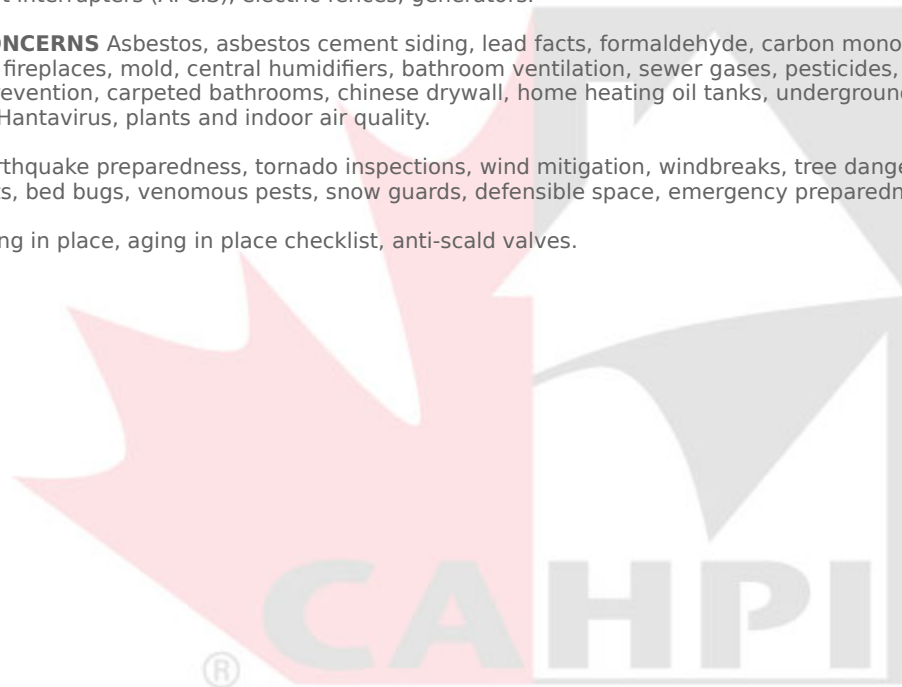 interrupters (AFCIs), electric fences, generators.
ONCERNS Asbestos, asbestos cement siding, lead facts, formaldehyde, carbon mono
fireplaces, mold, central humidifiers, bathroom ventilation, sewer gases, pesticides,
evention, carpeted bathrooms, chinese drywall, home heating oil tanks, underground
Hantavirus, plants and indoor air quality.
rthquake preparedness, tornado inspections, wind mitigation, windbreaks, tree dange
s, bed bugs, venomous pests, snow guards, defensible space, emergency preparedn
ng in place, aging in place checklist, anti-scald valves.
CAHPI
®